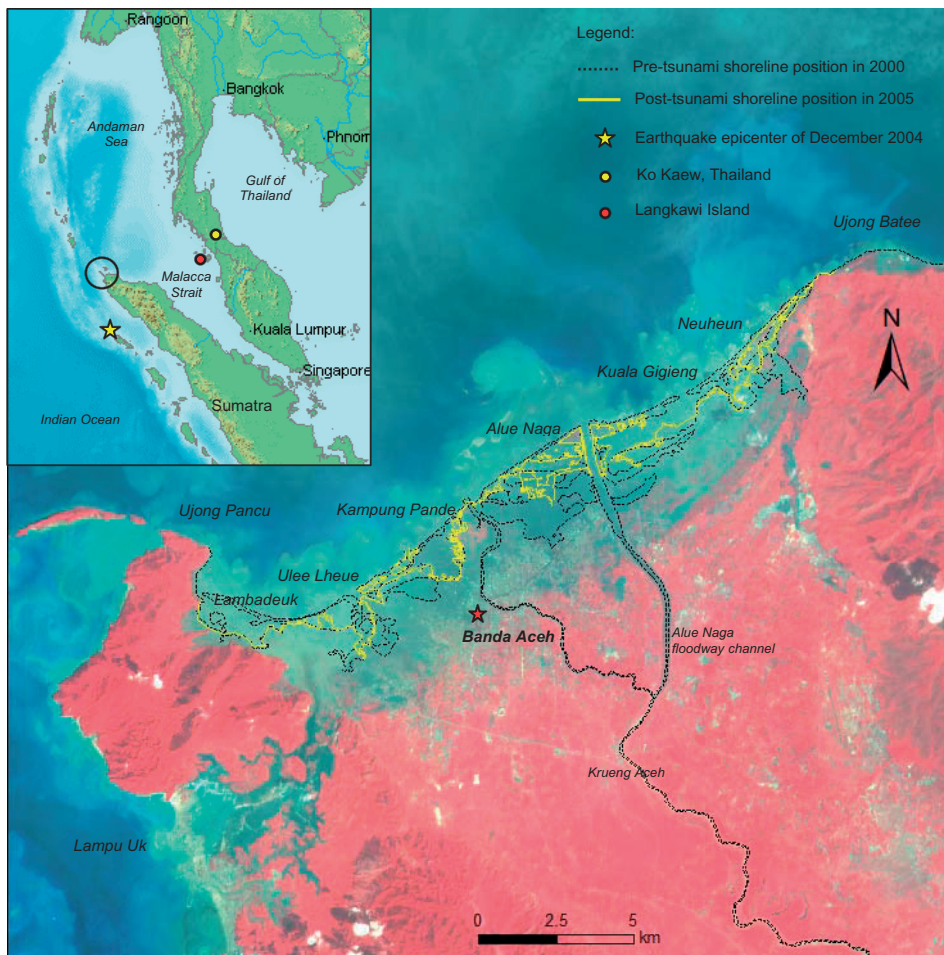 Rangoon
Bangkok
Andaman
Sea
Phnom
Gulf of
Thailand
Malacca
Strait
Kuala Lumpur
Singapore
Sumatra
Indian Ocean
Legend:
Pre-tsunami shoreline position in 2000
Post-tsunami shoreline position in 2005
Earthquake epicenter of December 2004
Ko Kaew, Thailand
Langkawi Island
Ujong Batee
N
Neuheun
Kuala Gigieng
Alue Naga
Kampung Pande
Ujong Pancu
Ulee Lheue
Lambadeuk
Banda Aceh
Alue Naga
floodway channel
Krueng Aceh
Lampu Uk
0 2.5 5
km